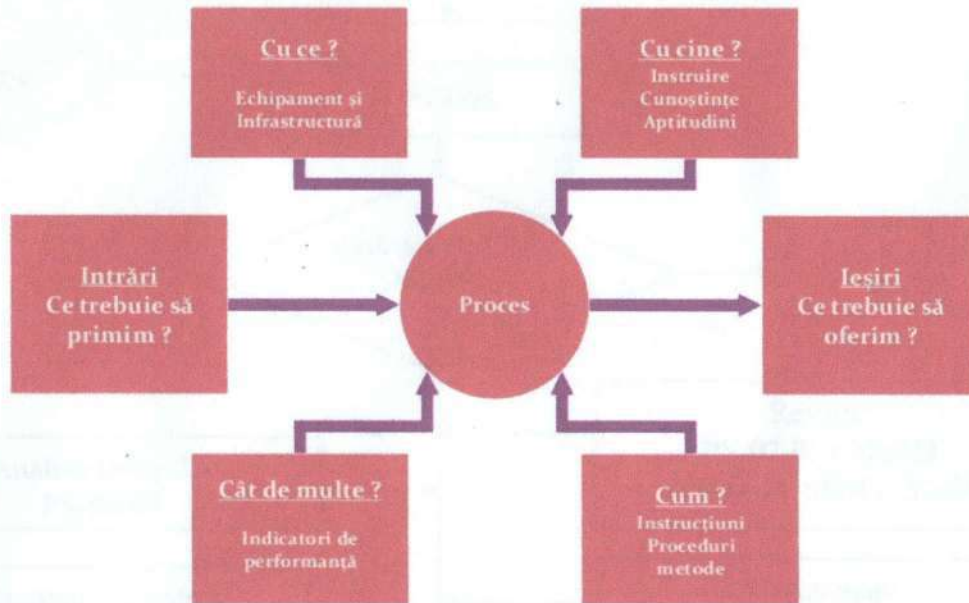 Cu ce ?
Echipament și
Infrastructură
Cu cine ?
Instruire
Cunoștințe
Aptitudini
Intrări
Ce trebuie să
primim ?
Proces
Ieșiri
Ce trebuie să
oferim ?
Cât de multe ?
Indicatori de
performanță
Cum ?
Instrucțiuni
Proceduri
metode